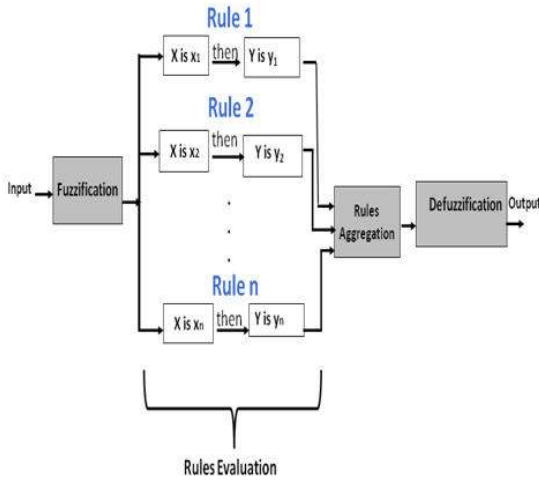 Rule 1
X is x1 then Y is y1
Rule 2
X is x2 then Y is y2
Input Fuzzification
Rules
Aggregation
Defuzzification Output
Rule n
X is xn then Y is yn
Rules Evaluation